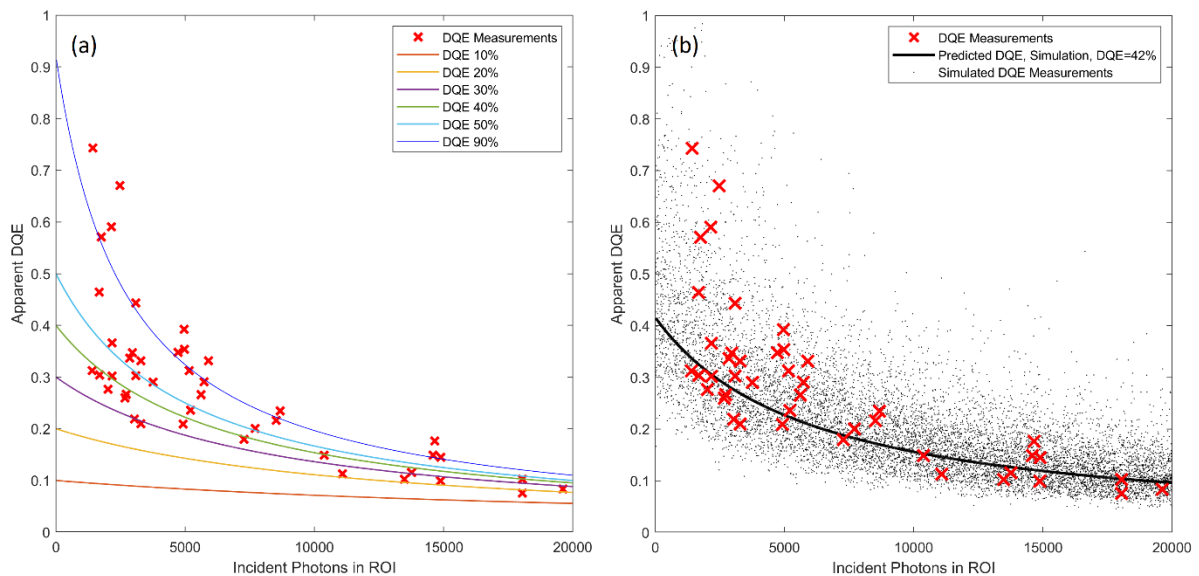 (a)
DQE Measurements
DQE 10%
DQE 20%
DQE 30%
DQE 40%
DQE 50%
DQE 90%
Apparent DQE
1
0.9
0.8
0.7
0.6
0.5
0.4
0.3
0.2
0.1
0
0
5000
10000
15000
20000
Incident Photons in ROI
(b)
DQE Measurements
Predicted DQE, Simulation, DQE=42%
Simulated DQE Measurements
Apparent DQE
1
0.9
0.8
0.7
0.6
0.5
0.4
0.3
0.2
0.1
0
0
5000
10000
15000
20000
Incident Photons in ROI